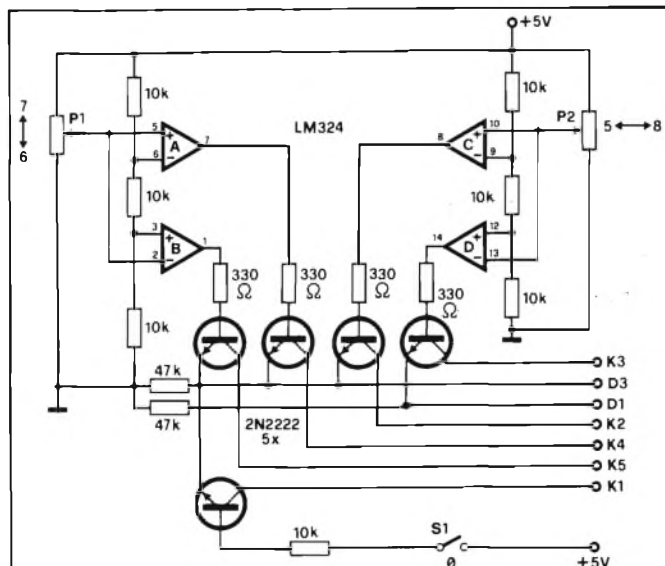 +5V
10k
10k
7
6
P1
5
+
A
7
6
−
LM324
8
C
+
10
−
9
P2
5
8
10k
10k
3
+
B
1
2
−
14
D
+
12
−
13
330
Ω
330
Ω
330
Ω
330
Ω
10k
10k
47k
47k
2N2222
5x
K3
D3
D1
K2
K4
K5
K1
10k
S1
Ø
+5V